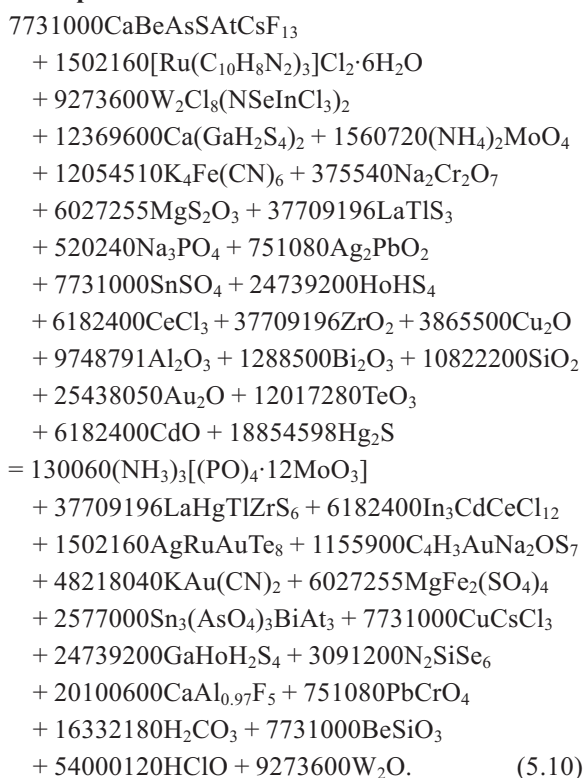 7731000CaBeAsSAtCsF₁₃
+ 1502160[Ru(C₁₀H₈N₂)₃]Cl₂·6H₂O
+ 9273600W₂Cl₈(NSeInCl₃)₂
+ 12369600Ca(GaH₂S₄)₂ + 1560720(NH₄)₂MoO₄
+ 12054510K₄Fe(CN)₆ + 375540Na₂Cr₂O₇
+ 6027255MgS₂O₃ + 37709196LaTlS₃
+ 520240Na₃PO₄ + 751080Ag₂PbO₂
+ 7731000SnSO₄ + 24739200HoHS₄
+ 6182400CeCl₃ + 37709196ZrO₂ + 3865500Cu₂O
+ 9748791Al₂O₃ + 1288500Bi₂O₃ + 10822200SiO₂
+ 25438050Au₂O + 12017280TeO₃
+ 6182400CdO + 18854598Hg₂S
= 130060(NH₃)₃[(PO)₄·12MoO₃]
+ 37709196LaHgTlZrS₆ + 6182400In₃CdCeCl₁₂
+ 1502160AgRuAuTe₈ + 1155900C₄H₃AuNa₂OS₇
+ 48218040KAu(CN)₂ + 6027255MgFe₂(SO₄)₄
+ 2577000Sn₃(AsO₄)₃BiAt₃ + 7731000CuCsCl₃
+ 24739200GaHoH₂S₄ + 3091200N₂SiSe₆
+ 20100600CaAl₀.₉₇F₅ + 751080PbCrO₄
+ 16332180H₂CO₃ + 7731000BeSiO₃
+ 54000120HClO + 9273600W₂O. (5.10)